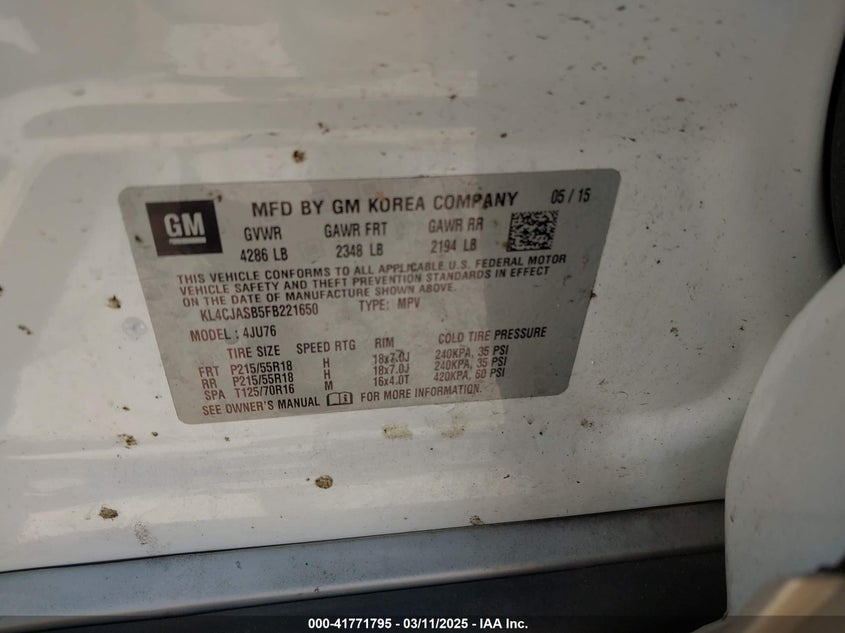 GM
MFD BY GM KOREA COMPANY 05 / 15
GVWR GAWR FRT GAWR RR
4286 LB 2348 LB 2194 LB
THIS VEHICLE CONFORMS TO ALL APPLICABLE U.S. FEDERAL MOTOR
VEHICLE SAFETY AND THEFT PREVENTION STANDARDS IN EFFECT
ON THE DATE OF MANUFACTURE SHOWN ABOVE.
KL4CJASB5FB221650 TYPE: MPV
MODEL: 4JU76
TIRE SIZE SPEED RTG RIM COLD TIRE PRESSURE
FRT P215/55R18 H 18x7.0J 240KPA, 35 PSI
RR P215/55R18 H 18x7.0J 240KPA, 35 PSI
SPA T125/70R16 M 16x4.0T 420KPA, 60 PSI
SEE OWNER'S MANUAL FOR MORE INFORMATION.
000-41771795 - 03/11/2025 - IAA Inc.